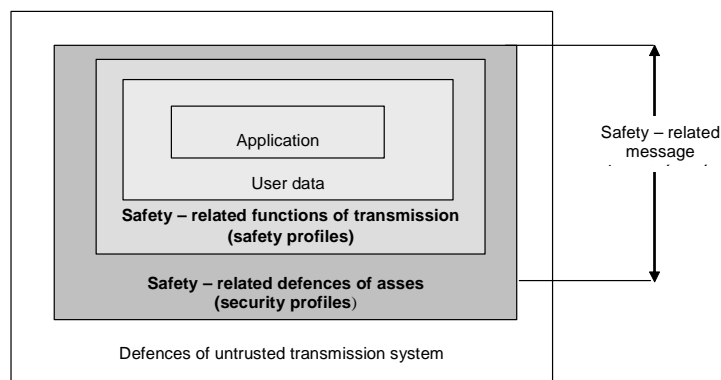 Application
User data
Safety – related functions of transmission
(safety profiles)
Safety – related defences of asses
(security profiles)
Defences of untrusted transmission system
Safety – related
message